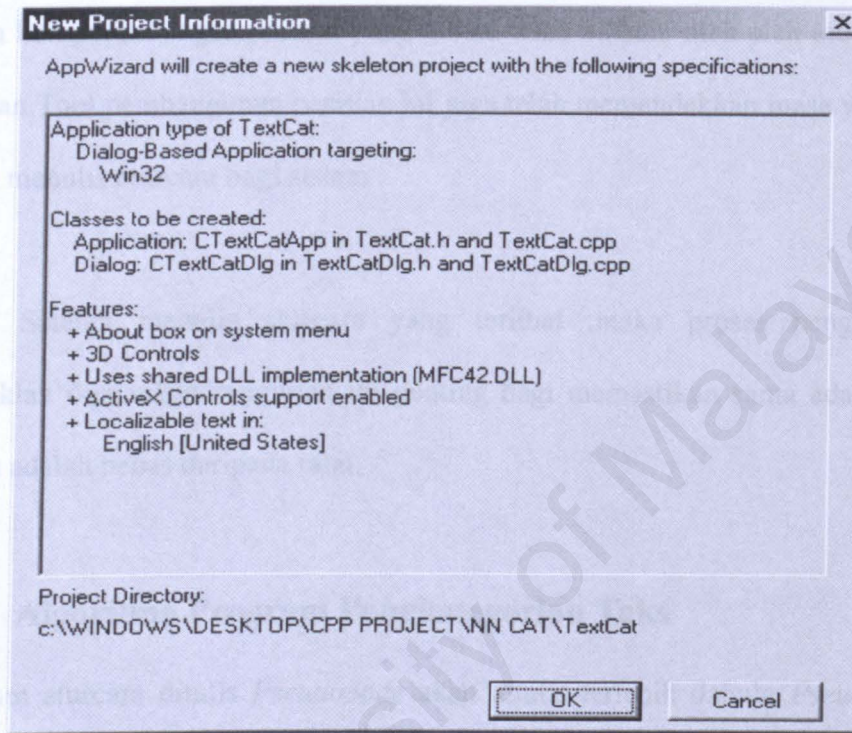 New Project Information
AppWizard will create a new skeleton project with the following specifications:
Application type of TextCat:
Dialog-Based Application targeting:
Win32
Classes to be created:
Application: CTextCatApp in TextCat.h and TextCat.cpp
Dialog: CTextCatDlg in TextCatDlg.h and TextCatDlg.cpp
Features:
+ About box on system menu
+ 3D Controls
+ Uses shared DLL implementation (MFC42.DLL)
+ ActiveX Controls support enabled
+ Localizable text in:
English [United States]
Project Directory:
c:\WINDOWS\DESKTOP\CPP PROJECT\NN CAT\TextCat
OK Cancel
sity of Malaya